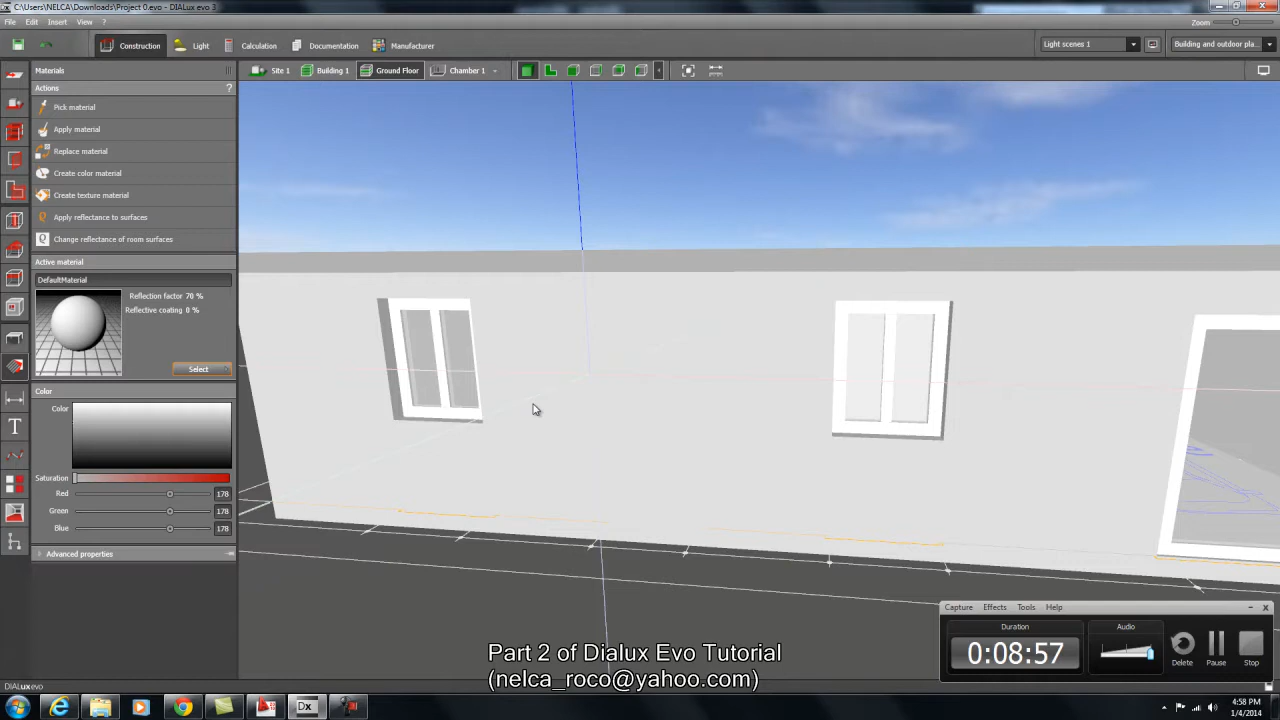 C:\Users\NELCA\Downloads\Project 0.evo - DIALux evo 3
File Edit Insert View ?
Zoom
Construction Light Calculation Documentation Manufacturer
Light scenes 1
Building and outdoor pla...
Materials
Site 1 Building 1 Ground Floor Chamber 1
Actions ?
Pick material
Apply material
Replace material
Create color material
Create texture material
Apply reflectance to surfaces
Change reflectance of room surfaces
Active material
DefaultMaterial
Reflection factor 70 %
Reflective coating 0 %
Select
Color
Color
Saturation
Red 178
Green 178
Blue 178
Advanced properties
Capture Effects Tools Help
Duration
Audio
0:08:57
Delete Pause Stop
Part 2 of Dialux Evo Tutorial
(nelca_roco@yahoo.com)
DIALux evo
Dx
4:58 PM
1/4/2014